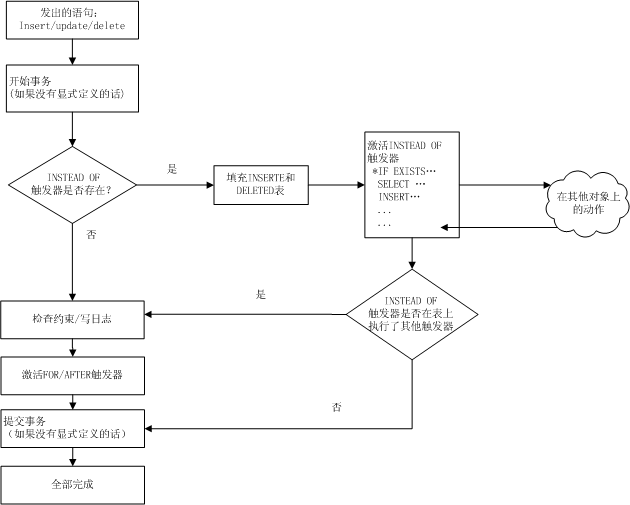 发出的语句:
Insert/update/delete
开始事务
(如果没有显式定义的话)
INSTEAD OF
触发器是否存在?
是
填充INSERTE和
DELETED表
激活INSTEAD OF
触发器
*IF EXISTS…
SELECT …
INSERT…
...
...
在其他对象上
的动作
否
INSTEAD OF
触发器是否在表上
执行了其他触发器
是
检查约束/写日志
激活FOR/AFTER触发器
否
提交事务
（如果没有显式定义的话）
全部完成